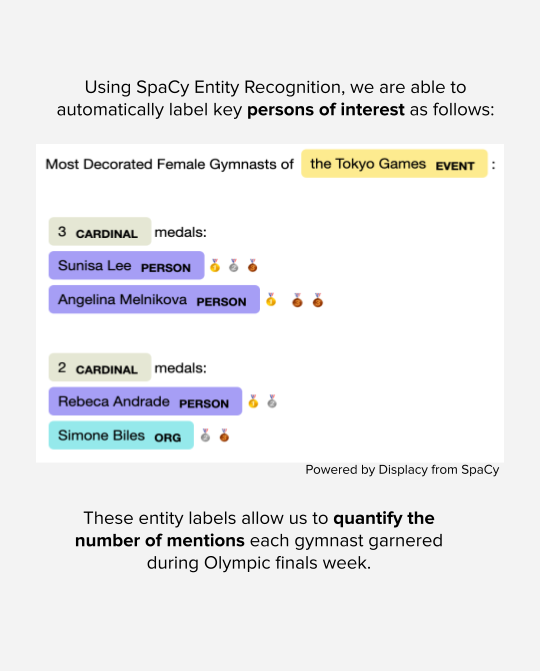 Using SpaCy Entity Recognition, we are able to
automatically label key persons of interest as follows:
Most Decorated Female Gymnasts of the Tokyo Games EVENT :
3 CARDINAL medals:
Sunisa Lee PERSON 🥇 🥈 🥉
Angelina Melnikova PERSON 🥇 🥉 🥉
2 CARDINAL medals:
Rebeca Andrade PERSON 🥇 🥈
Simone Biles ORG 🥈 🥉
Powered by Displacy from SpaCy
These entity labels allow us to quantify the
number of mentions each gymnast garnered
during Olympic finals week.